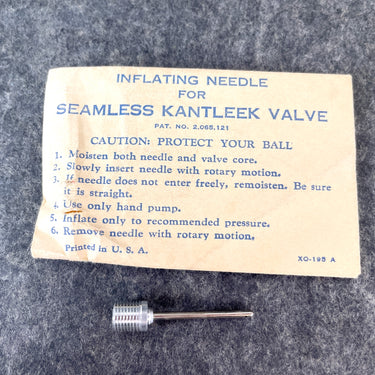 INFLATING NEEDLE
FOR
SEAMLESS KANTLEEK VALVE
PAT. NO. 2,065,121
CAUTION: PROTECT YOUR BALL
1. Moisten both needle and valve core.
2. Slowly insert needle with rotary motion.
3. If needle does not enter freely, remoisten. Be sure
it is straight.
4. Use only hand pump.
5. Inflate only to recommended pressure.
6. Remove needle with rotary motion.
Printed in U. S. A.
XO-195 A